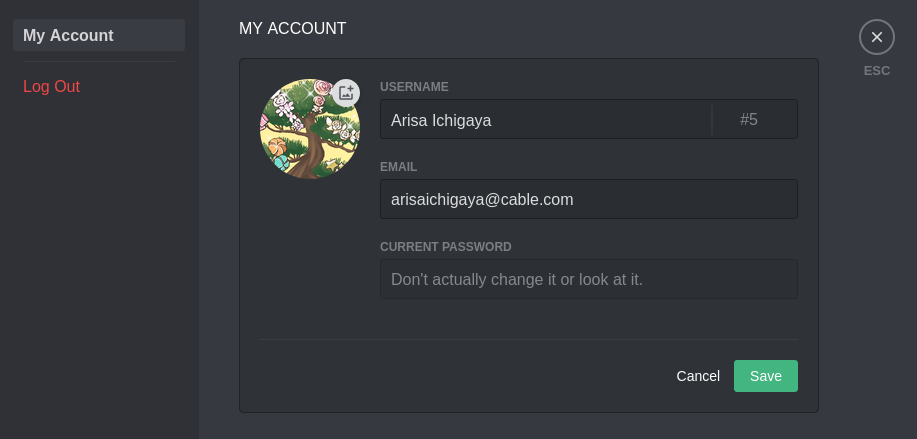 My Account
Log Out
MY ACCOUNT
ESC
USERNAME
Arisa Ichigaya #5
EMAIL
arisaichigaya@cable.com
CURRENT PASSWORD
Don't actually change it or look at it.
Cancel Save